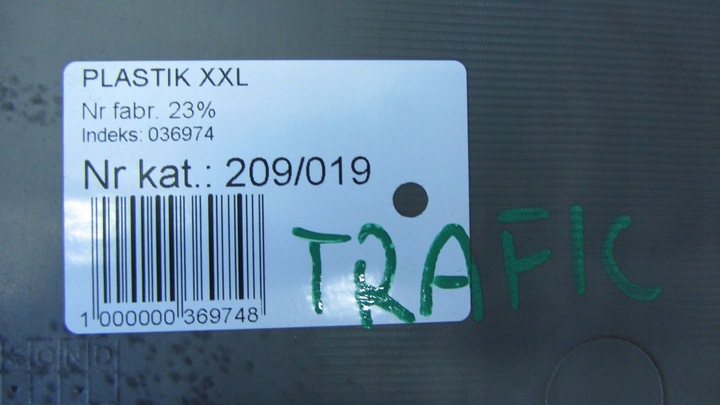 PLASTIK XXL
Nr fabr. 23%
Indeks: 036974
Nr kat.: 209/019
TRAFIC
1 000000 369748